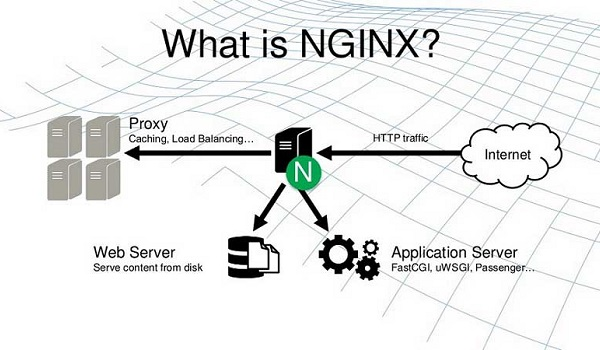 What is NGINX?
Proxy
Caching, Load Balancing...
HTTP traffic
Internet
N
Web Server
Serve content from disk
Application Server
FastCGI, uWSGI, Passenger...